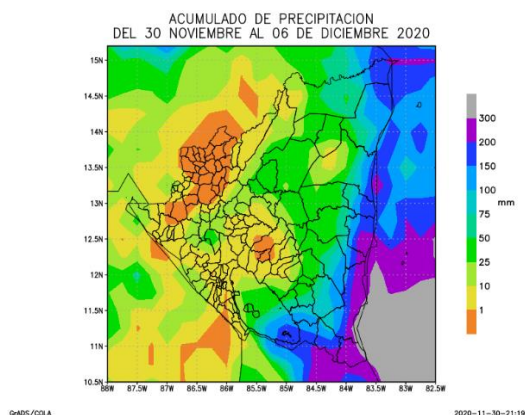 ACUMULADO DE PRECIPITACION
DEL 30 NOVIEMBRE AL 06 DE DICIEMBRE 2020
15N
14.5N
14N
13.5N
13N
12.5N
12N
11.5N
11N
10.5N
88W 87.5W 87W 86.5W 86W 85.5W 85W 84.5W 84W 83.5W 83W 82.5W
300
200
150
100
75
50
25
10
1
mm
GrADS/COLA
2020-11-30-21:19